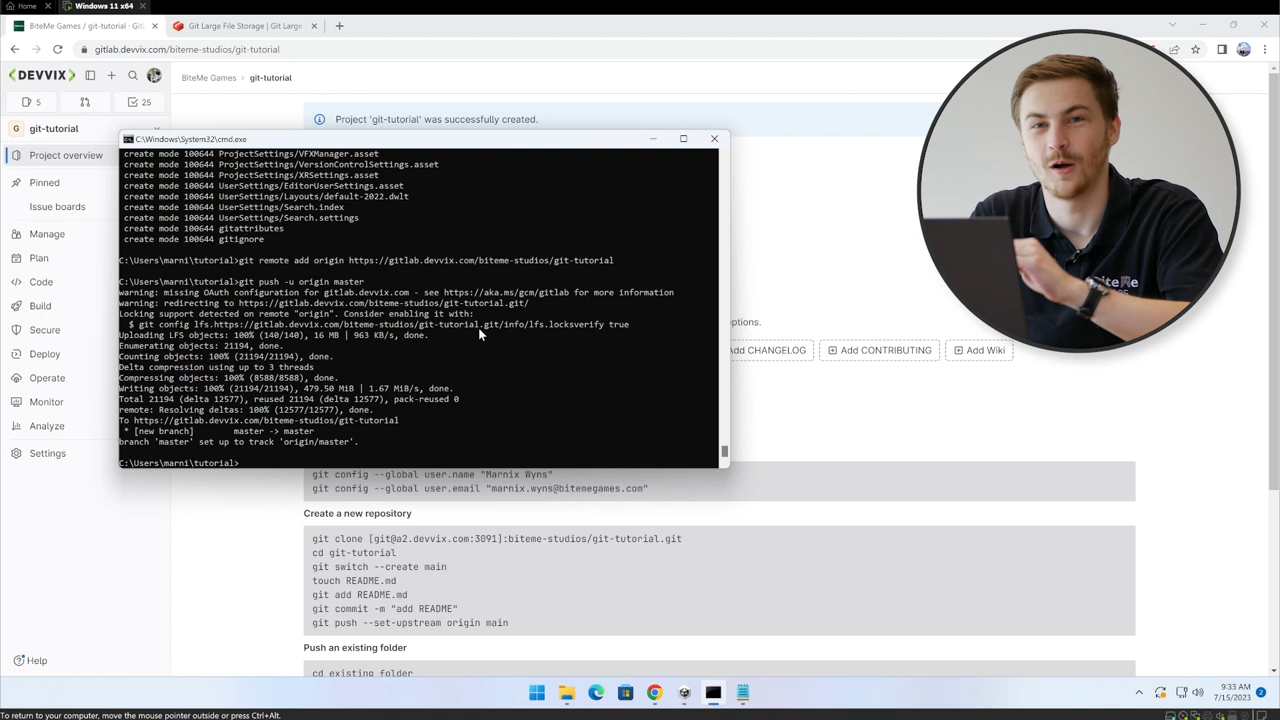 Home
Windows 11 x64
BiteMe Games / git-tutorial · GitL
Git Large File Storage | Git Large
gitlab.devvix.com/biteme-studios/git-tutorial
DEVVIX
5
25
G git-tutorial
Project overview
Pinned
Issue boards
Manage
Plan
Code
Build
Secure
Deploy
Operate
Monitor
Analyze
Settings
Help
BiteMe Games > git-tutorial
Project 'git-tutorial' was successfully created.
C:\Windows\System32\cmd.exe
create mode 100644 ProjectSettings/VFXManager.asset
create mode 100644 ProjectSettings/VersionControlSettings.asset
create mode 100644 ProjectSettings/XRSettings.asset
create mode 100644 UserSettings/EditorUserSettings.asset
create mode 100644 UserSettings/Layouts/default-2022.dwlt
create mode 100644 UserSettings/Search.index
create mode 100644 UserSettings/Search.settings
create mode 100644 gitattributes
create mode 100644 gitignore
C:\Users\marni\tutorial>git remote add origin https://gitlab.devvix.com/biteme-studios/git-tutorial
C:\Users\marni\tutorial>git push -u origin master
warning: missing OAuth configuration for gitlab.devvix.com - see https://aka.ms/gcm/gitlab for more information
warning: redirecting to https://gitlab.devvix.com/biteme-studios/git-tutorial.git/
Locking support detected on remote "origin". Consider enabling it with:
$ git config lfs.https://gitlab.devvix.com/biteme-studios/git-tutorial.git/info/lfs.locksverify true
Uploading LFS objects: 100% (140/140), 16 MB | 963 KB/s, done.
Enumerating objects: 21194, done.
Counting objects: 100% (21194/21194), done.
Delta compression using up to 3 threads
Compressing objects: 100% (8588/8588), done.
Writing objects: 100% (21194/21194), 479.50 MiB | 1.67 MiB/s, done.
Total 21194 (delta 12577), reused 21194 (delta 12577), pack-reused 0
remote: Resolving deltas: 100% (12577/12577), done.
To https://gitlab.devvix.com/biteme-studios/git-tutorial
* [new branch] master -> master
branch 'master' set up to track 'origin/master'.
C:\Users\marni\tutorial>
ptions.
Add CHANGELOG
Add CONTRIBUTING
Add Wiki
git config --global user.name "Marnix Wyns"
git config --global user.email "marnix.wyns@bitemegames.com"
Create a new repository
git clone [git@a2.devvix.com:3091]:biteme-studios/git-tutorial.git
cd git-tutorial
git switch --create main
touch README.md
git add README.md
git commit -m "add README"
git push --set-upstream origin main
Push an existing folder
cd existing_folder
9:33 AM
7/15/2023
To return to your computer, move the mouse pointer outside or press Ctrl+Alt.